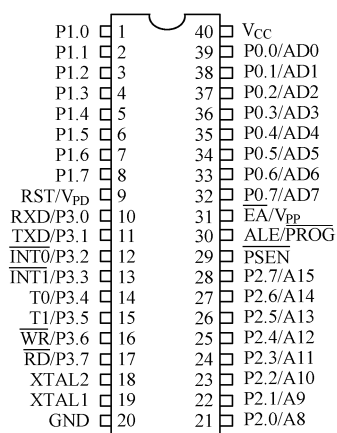 P1.0 1 40 VCC
P1.1 2 39 P0.0/AD0
P1.2 3 38 P0.1/AD1
P1.3 4 37 P0.2/AD2
P1.4 5 36 P0.3/AD3
P1.5 6 35 P0.4/AD4
P1.6 7 34 P0.5/AD5
P1.7 8 33 P0.6/AD6
RST/VPD 9 32 P0.7/AD7
RXD/P3.0 10 31 EA/VPP
TXD/P3.1 11 30 ALE/PROG
INT0/P3.2 12 29 PSEN
INT1/P3.3 13 28 P2.7/A15
T0/P3.4 14 27 P2.6/A14
T1/P3.5 15 26 P2.5/A13
WR/P3.6 16 25 P2.4/A12
RD/P3.7 17 24 P2.3/A11
XTAL2 18 23 P2.2/A10
XTAL1 19 22 P2.1/A9
GND 20 21 P2.0/A8